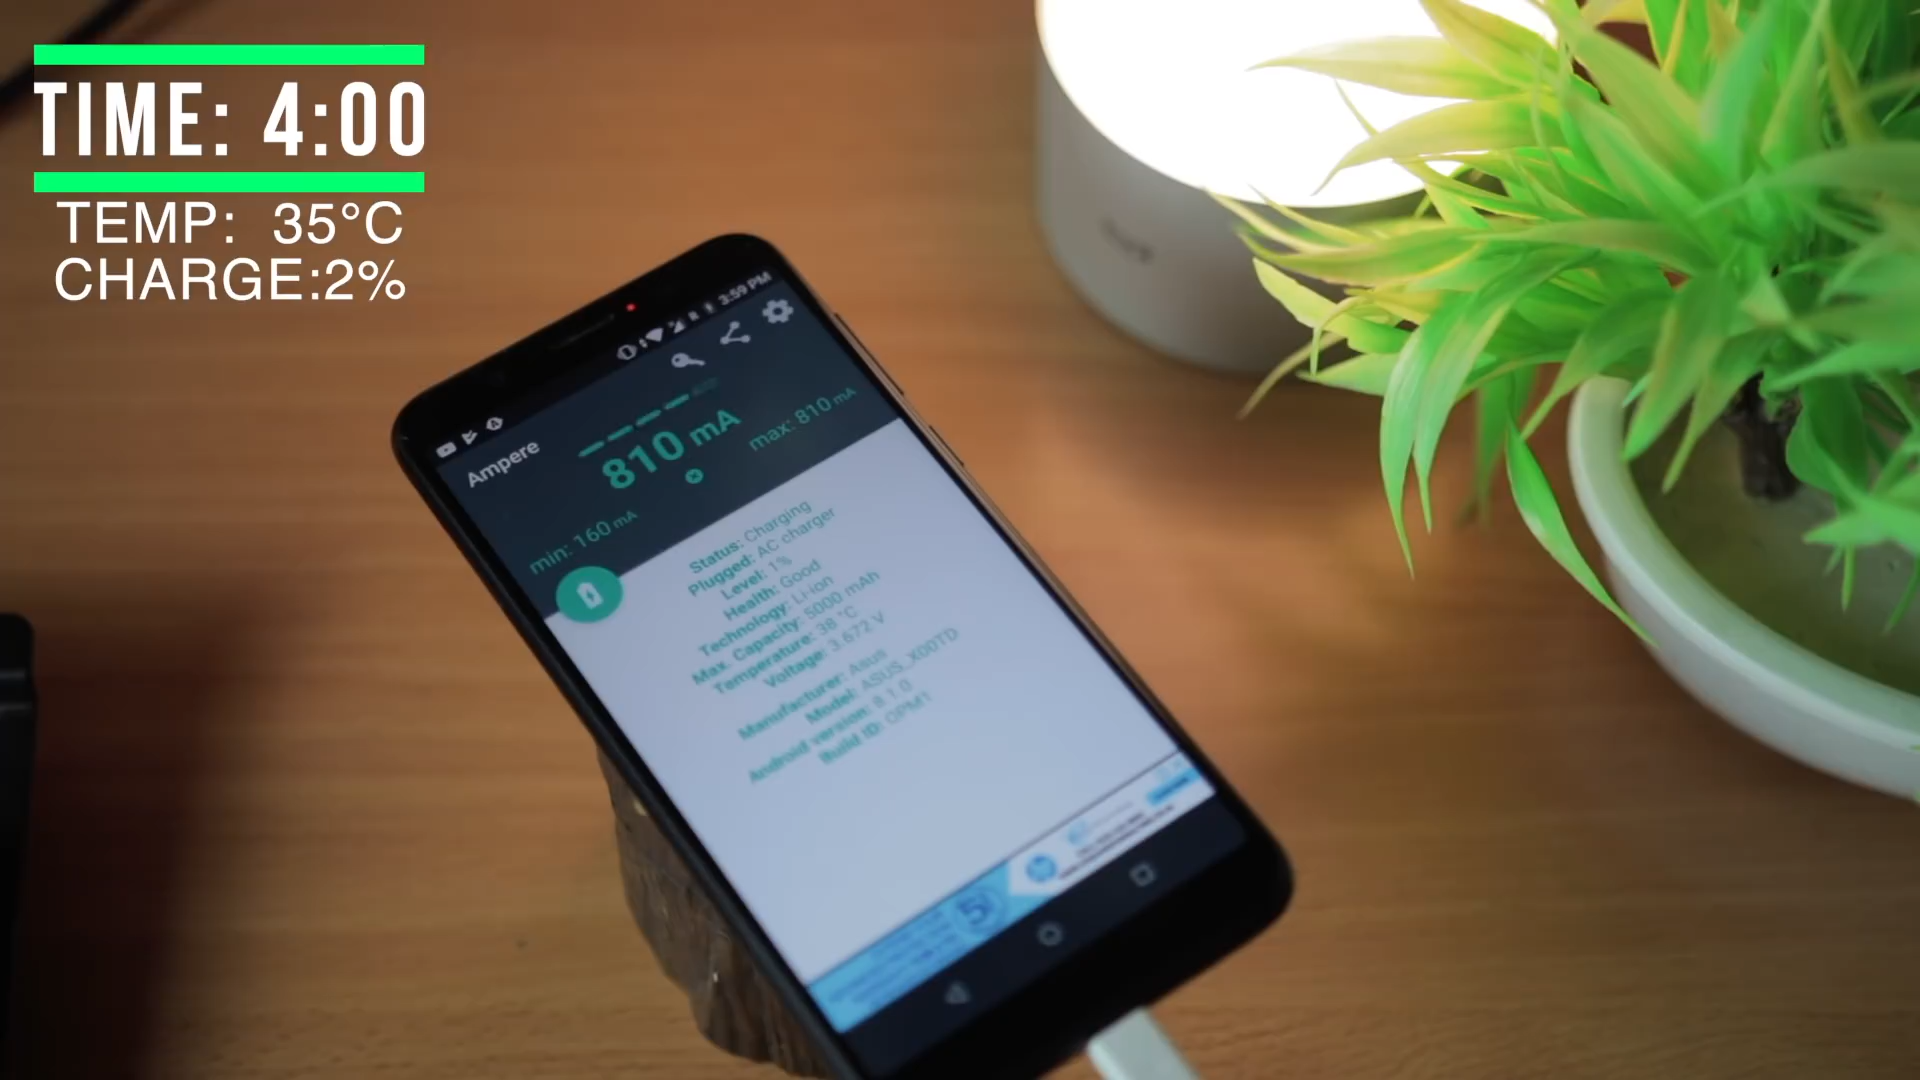 TIME: 4:00
TEMP: 35°C
CHARGE:2%
3:59 PM
Ampere
810 mA
min: 160 mA
max: 810 mA
Status: Charging
Plugged: AC charger
Level: 1%
Health: Good
Technology: Li-ion
Max. Capacity: 5000 mAh
Temperature: 38 °C
Voltage: 3.672 V
Manufacturer: Asus
Model: ASUS_X00TD
Android version: 8.1.0
Build ID: OPM1
hp